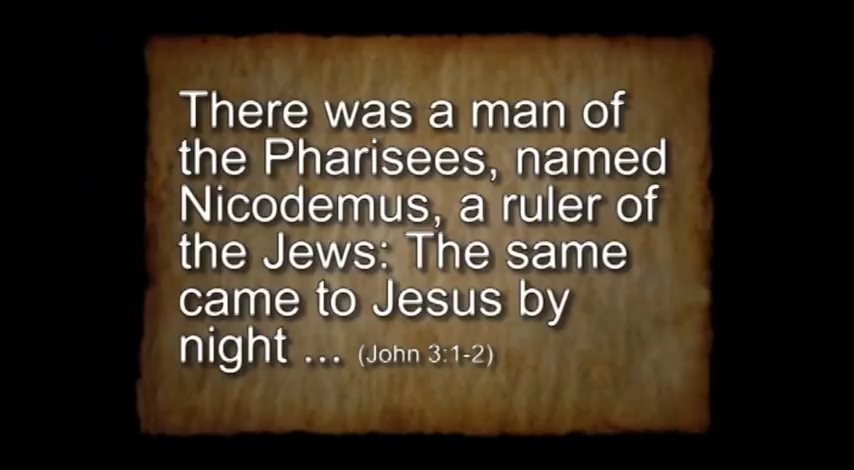 There was a man of
the Pharisees, named
Nicodemus, a ruler of
the Jews: The same
came to Jesus by
night ... (John 3:1-2)